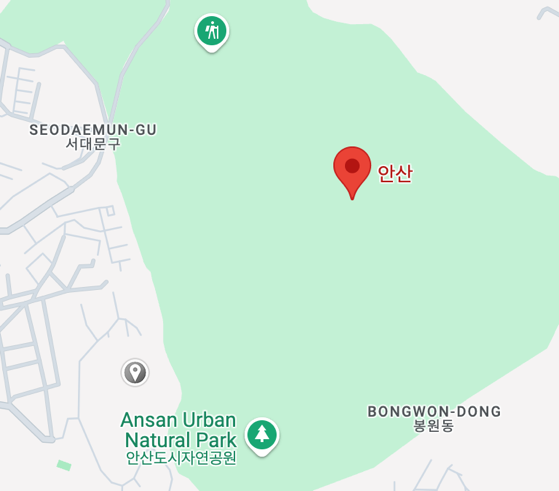 SEODAEMUN-GU
서대문구
안산
BONGWON-DONG
봉원동
Ansan Urban
Natural Park
안산도시자연공원